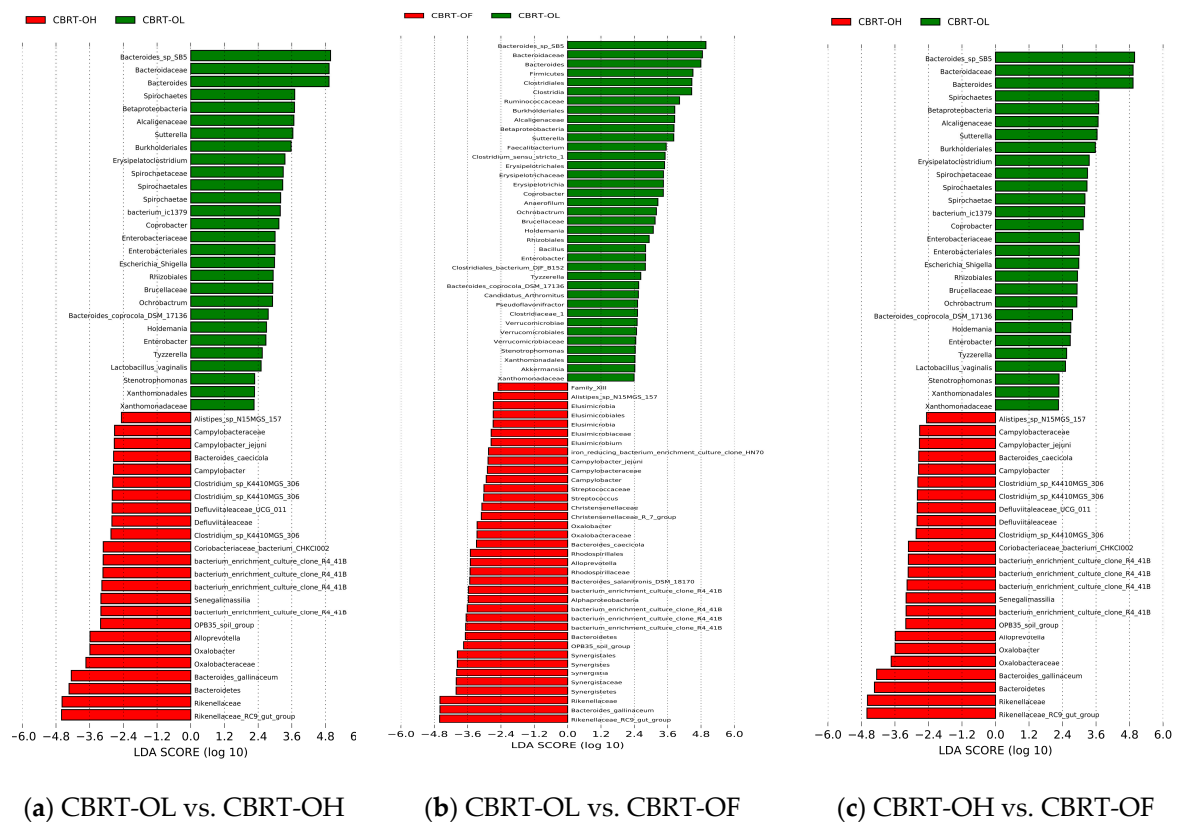 CBRT-OH CBRT-OL
Bacteroides_sp_SB5
Bacteroidaceae
Bacteroides
Spirochaetes
Betaproteobacteria
Alcaligenaceae
Sutterella
Burkholderiales
Erysipelatoclostridium
Spirochaetaceae
Spirochaetales
Spirochaetae
bacterium_ic1379
Coprobacter
Enterobacteriaceae
Enterobacteriales
Escherichia_Shigella
Rhizobiales
Brucellaceae
Ochrobactrum
Bacteroides_coprocola_DSM_17136
Holdemania
Enterobacter
Tyzzerella
Lactobacillus_vaginalis
Stenotrophomonas
Xanthomonadales
Xanthomonadaceae
Alistipes_sp_N15MGS_157
Campylobacteraceae
Campylobacter_jejuni
Bacteroides_caecicola
Campylobacter
Clostridium_sp_K4410MGS_306
Clostridium_sp_K4410MGS_306
Defluviitaleaceae_UCG_011
Defluviitaleaceae
Clostridium_sp_K4410MGS_306
Coriobacteriaceae_bacterium_CHKCI002
bacterium_enrichment_culture_clone_R4_41B
bacterium_enrichment_culture_clone_R4_41B
bacterium_enrichment_culture_clone_R4_41B
Senegalimassilia
bacterium_enrichment_culture_clone_R4_41B
OPB35_soil_group
Alloprevotella
Oxalobacter
Oxalobacteraceae
Bacteroides_gallinaceum
Bacteroidetes
Rikenellaceae
Rikenellaceae_RC9_gut_group
−6.0 −4.8 −3.6 −2.4 −1.2 0.0 1.2 2.4 3.6 4.8 6
LDA SCORE (log 10)
(a) CBRT-OL vs. CBRT-OH
CBRT-OF CBRT-OL
Bacteroides_sp_SB5
Bacteroidaceae
Bacteroides
Firmicutes
Clostridiales
Clostridia
Ruminococcaceae
Burkholderiales
Alcaligenaceae
Betaproteobacteria
Sutterella
Faecalibacterium
Clostridium_sensu_stricto_1
Erysipelotrichales
Erysipelotrichaceae
Erysipelotrichia
Coprobacter
Anaerofilum
Ochrobactrum
Brucellaceae
Holdemania
Rhizobiales
Bacillus
Enterobacter
Clostridiales_bacterium_DJF_B152
Tyzzerella
Bacteroides_coprocola_DSM_17136
Candidatus_Arthromitus
Pseudoflavonifractor
Clostridiaceae_1
Verrucomicrobiae
Verrucomicrobiales
Verrucomicrobiaceae
Stenotrophomonas
Xanthomonadales
Akkermansia
Xanthomonadaceae
Family_XIII
Alistipes_sp_N15MGS_157
Elusimicrobia
Elusimicrobiales
Elusimicrobia
Elusimicrobiaceae
Elusimicrobium
iron_reducing_bacterium_enrichment_culture_clone_HN70
Campylobacter_jejuni
Campylobacteraceae
Campylobacter
Streptococcaceae
Streptococcus
Christensenellaceae
Christensenellaceae_R_7_group
Oxalobacter
Oxalobacteraceae
Bacteroides_caecicola
Rhodospirillales
Alloprevotella
Rhodospirillaceae
Bacteroides_salanitronis_DSM_18170
bacterium_enrichment_culture_clone_R4_41B
Alphaproteobacteria
bacterium_enrichment_culture_clone_R4_41B
bacterium_enrichment_culture_clone_R4_41B
bacterium_enrichment_culture_clone_R4_41B
Bacteroidetes
OPB35_soil_group
Synergistales
Synergistes
Synergistia
Synergistaceae
Synergistetes
Rikenellaceae
Bacteroides_gallinaceum
Rikenellaceae_RC9_gut_group
−6.0 −4.8 −3.6 −2.4 −1.2 0.0 1.2 2.4 3.6 4.8 6.0
LDA SCORE (log 10)
(b) CBRT-OL vs. CBRT-OF
CBRT-OH CBRT-OL
Bacteroides_sp_SB5
Bacteroidaceae
Bacteroides
Spirochaetes
Betaproteobacteria
Alcaligenaceae
Sutterella
Burkholderiales
Erysipelatoclostridium
Spirochaetaceae
Spirochaetales
Spirochaetae
bacterium_ic1379
Coprobacter
Enterobacteriaceae
Enterobacteriales
Escherichia_Shigella
Rhizobiales
Brucellaceae
Ochrobactrum
Bacteroides_coprocola_DSM_17136
Holdemania
Enterobacter
Tyzzerella
Lactobacillus_vaginalis
Stenotrophomonas
Xanthomonadales
Xanthomonadaceae
Alistipes_sp_N15MGS_157
Campylobacteraceae
Campylobacter_jejuni
Bacteroides_caecicola
Campylobacter
Clostridium_sp_K4410MGS_306
Clostridium_sp_K4410MGS_306
Defluviitaleaceae_UCG_011
Defluviitaleaceae
Clostridium_sp_K4410MGS_306
Coriobacteriaceae_bacterium_CHKCI002
bacterium_enrichment_culture_clone_R4_41B
bacterium_enrichment_culture_clone_R4_41B
bacterium_enrichment_culture_clone_R4_41B
Senegalimassilia
bacterium_enrichment_culture_clone_R4_41B
OPB35_soil_group
Alloprevotella
Oxalobacter
Oxalobacteraceae
Bacteroides_gallinaceum
Bacteroidetes
Rikenellaceae
Rikenellaceae_RC9_gut_group
−6.0 −4.8 −3.6 −2.4 −1.2 0.0 1.2 2.4 3.6 4.8 6.0
LDA SCORE (log 10)
(c) CBRT-OH vs. CBRT-OF